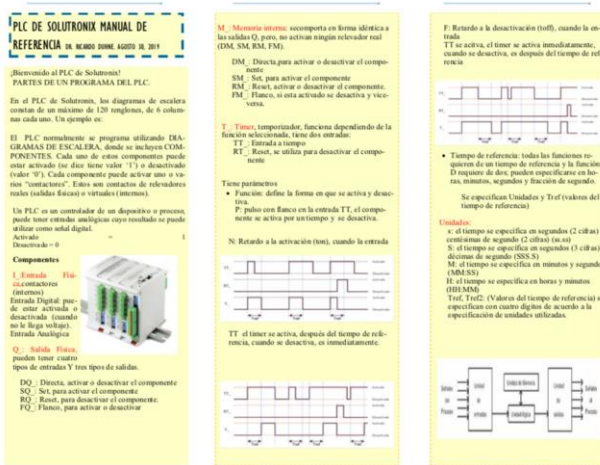 PLC DE SOLUTRONIX MANUAL DE
REFERENCIA DR. RICARDO DUHNE. AGOSTO 30, 2019
¡Bienvenido al PLC de Solutronix!
PARTES DE UN PROGRAMA DEL PLC.
En el PLC de Solutronix, los diagramas de escalera
constan de un máximo de 120 renglones, de 6 colum-
nas cada uno. Un ejemplo es:
El PLC normalmente se programa utilizando DIA-
GRAMAS DE ESCALERA, donde se incluyen COM-
PONENTES. Cada uno de estos componentes puede
estar activado (se dice tiene valor '1') o desactivado
(valor '0'). Cada componente puede activar uno o va-
rios "contactores". Estos son contactos de relevadores
reales (salidas físicas) o virtuales (internos).
Un PLC es un controlador de un dispositivo o proceso,
puede tener entradas analógicas cuyo resultado se puede
utilizar como señal digital.
Activado = 1
Desactivado = 0
Componentes
I_:Entrada Físi-
ca,contactores
(internos)
Entrada Digital: pue-
de estar activada o
desactivada (cuando
no le llega voltaje).
Entrada Analógica
Q_: Salida Física,
pueden tener cuatro
tipos de entradas Y tres tipos de salidas.
DQ_: Directa, activar o desactivar el componente
SQ_: Set, para activar el componente
RQ_: Reset, para desactivar el componente.
FQ_: Flanco, para activar o desactivar
M_: Memoria interna: se comporta en forma idéntica a
las salidas Q, pero, no activan ningún relevador real
(DM, SM, RM, FM).
DM_: Directa,para activar o desactivar el compo-
nente
SM_: Set, para activar el componente
RM_: Reset, activar o desactivar el componente.
FM_: Flanco, si esta activado se desactiva y vice-
versa.
T_: Timer, temporizador, funciona dependiendo de la
función seleccionada, tiene dos entradas:
TT_: Entrada a tiempo
RT_: Reset, se utiliza para desactivar el compo-
nente
Tiene parámetros
• Función: define la forma en que se activa y desac-
tiva.
P: pulso con flanco en la entrada TT, el compo-
nente se activa por un tiempo y se desactiva.
N: Retardo a la activación (ton), cuando la entrada
TT el timer se activa, después del tiempo de refe-
rencia, cuando se desactiva, es inmediatamente.
F: Retardo a la desactivación (toff), cuando la en-
trada
TT se acitva, el timer se activa inmediatamente,
cuando se desactiva, es después del tiempo de refe
rencia
• Tiempo de referencia: todas las funciones re-
quieren de un tiempo de referencia y la función
D requiere de dos; pueden especificarse en ho-
ras, minutos, segundos y fracción de segundo.
Se especifican Unidades y Tref (valores del
tiempo de referencia)
Unidades:
s: el tiempo se especifica en segundos (2 cifras)
centésimas de segundo (2 cifras) (ss.ss)
S: el tiempo se especifica en segundos (3 cifras)
décimas de segundo (SSS.S)
M: el tiempo se especifica en minutos y segundo
(MM:SS)
H: el tiempo se especifica en horas y minutos
(HH:MM)
Tref, Tref2: (Valores del tiempo de referencia) s
especifican con cuatro dígitos de acuerdo a la
especificación de unidades utilizadas.
Señales
del
Proceso
Unidad
de
entradas
Unidad de Memoria
Unidad lógica
Unidad
de
salidas
Señales
al
Proceso